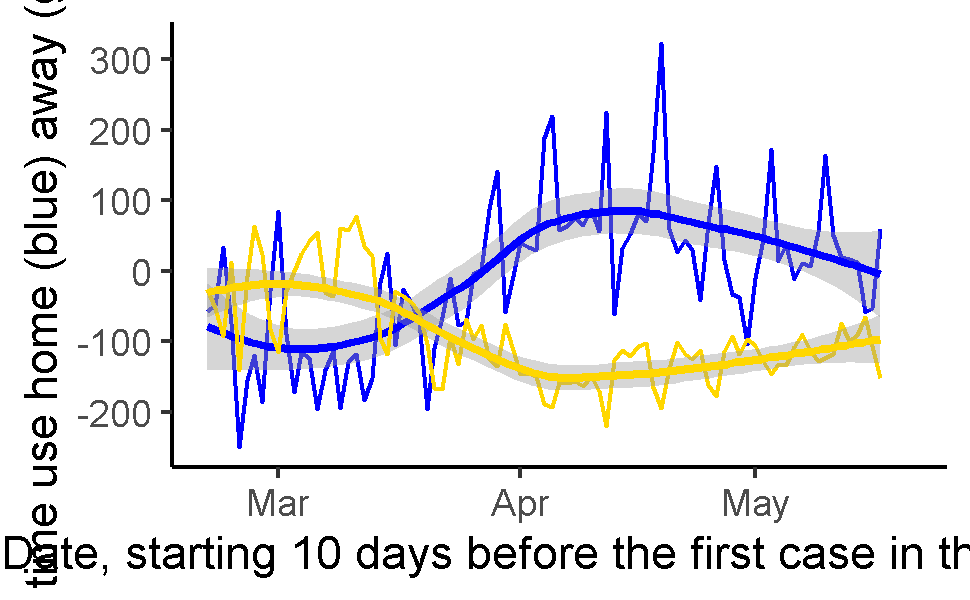 time use home (blue) away (
300
200
100
0
-100
-200
Mar Apr May
Date, starting 10 days before the first case in th